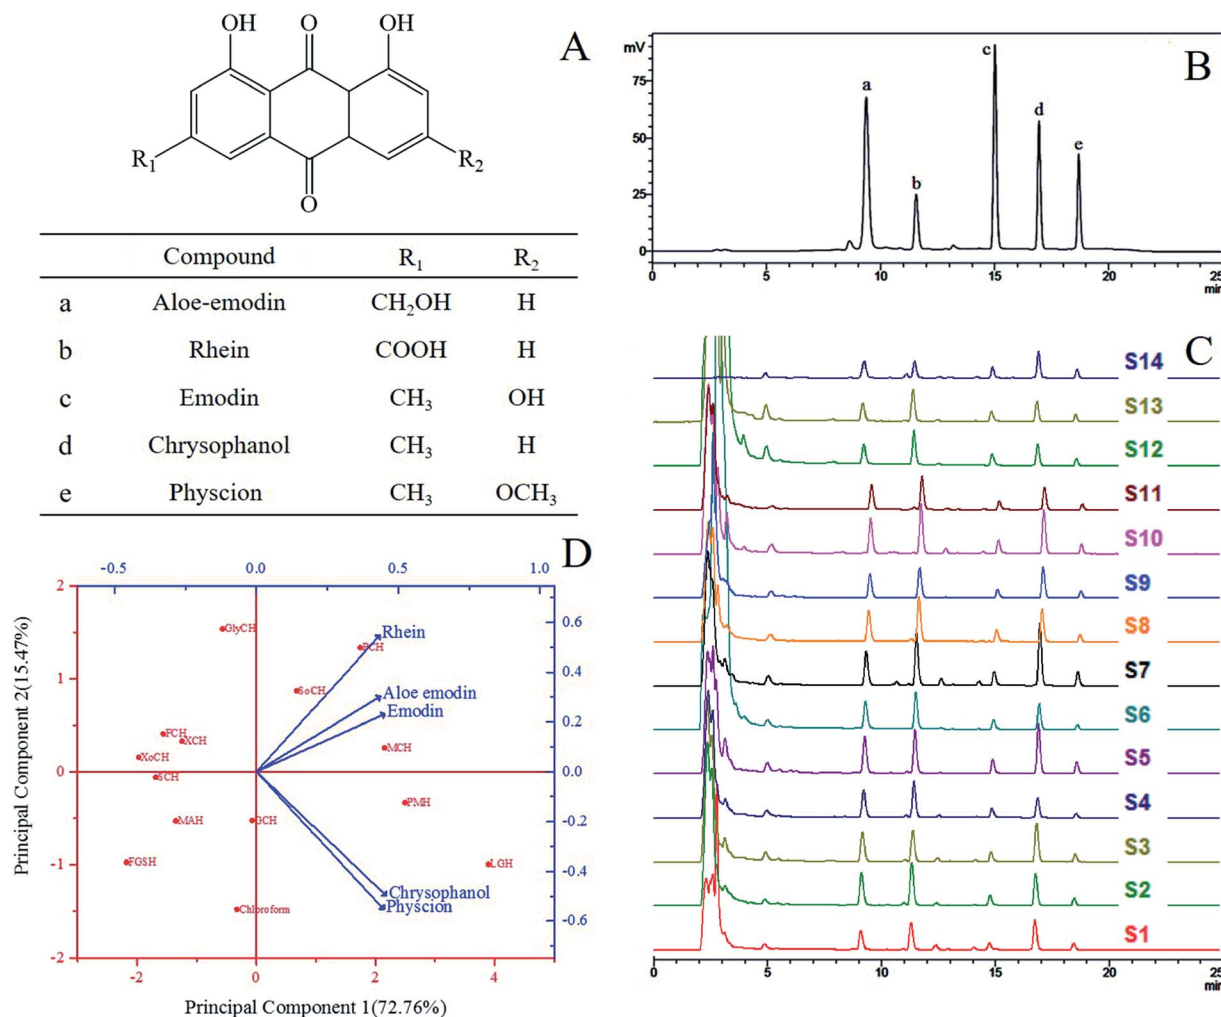 A
OH O OH
R₁ R₂
O
Compound R₁ R₂
a Aloe-emodin CH₂OH H
b Rhein COOH H
c Emodin CH₃ OH
d Chrysophanol CH₃ H
e Physcion CH₃ OCH₃
B
mV
75
50
25
0
a
b
c
d
e
0 5 10 15 20 25
min
C
S14
S13
S12
S11
S10
S9
S8
S7
S6
S5
S4
S3
S2
S1
0 5 10 15 20 25
min
D
-0.5 0.0 0.5 1.0
2
1
0
-1
-2
Principal Component 2(15.47%)
0.6
0.4
0.2
0.0
-0.2
-0.4
-0.6
GlyCH
Rhein
SoCH
Aloe emodin
Emodin
FCH
XCH
MCH
XoCH
SCH
PMH
MAH
GCH
FGSH
LGH
Chrysophanol
Physcion
Chloroform
-2 0 2 4
Principal Component 1(72.76%)